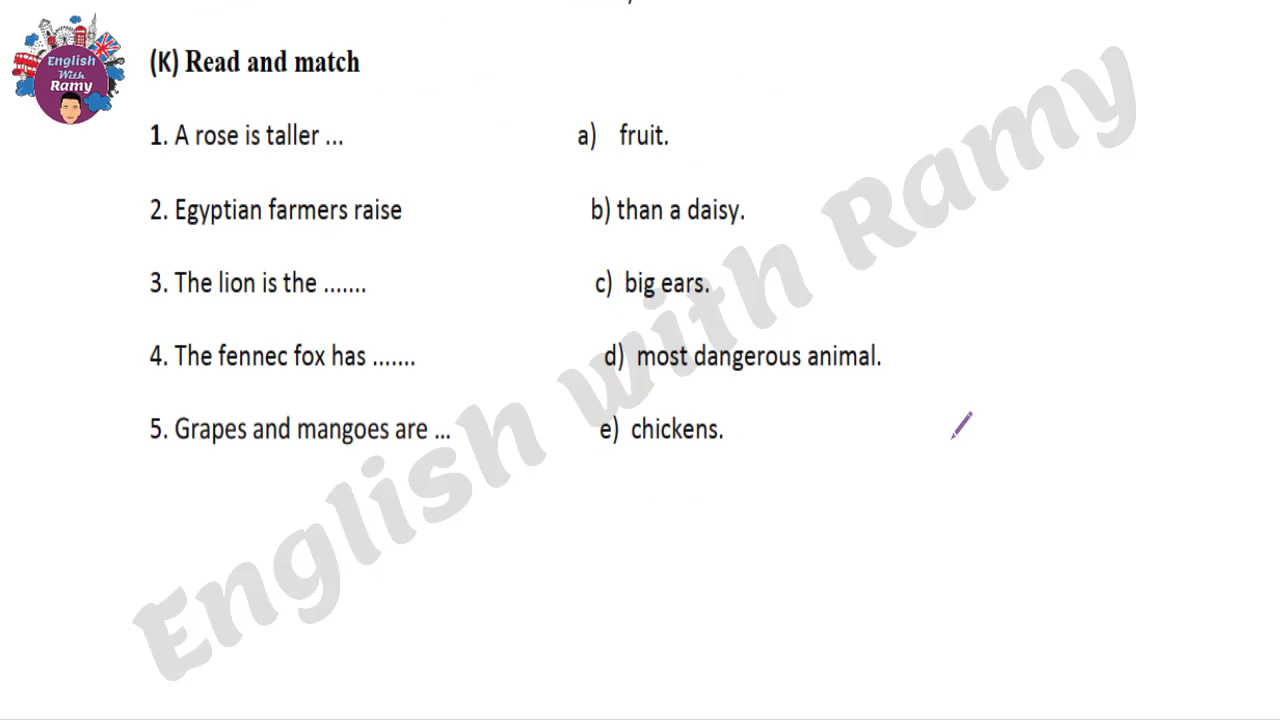 English
With
Ramy
(K) Read and match
1. A rose is taller ... a) fruit.
2. Egyptian farmers raise b) than a daisy.
3. The lion is the ....... c) big ears.
4. The fennec fox has ....... d) most dangerous animal.
5. Grapes and mangoes are ... e) chickens.
English with Ramy